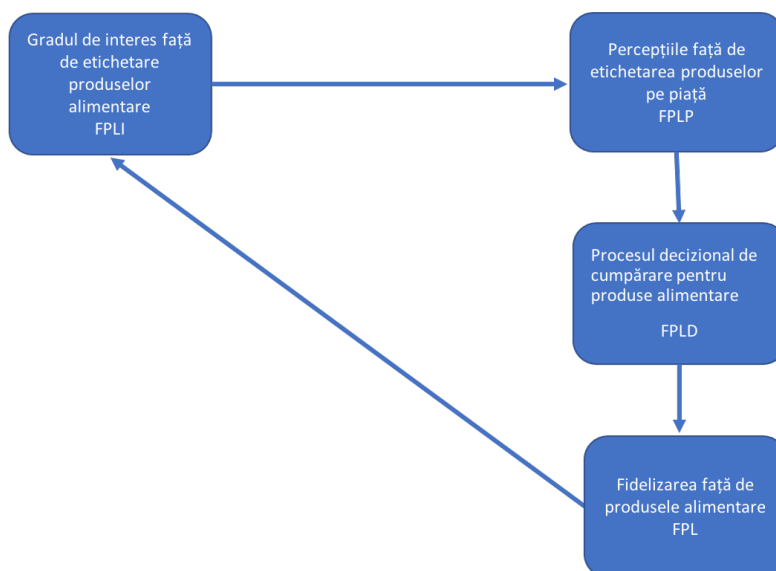 Gradul de interes față
de etichetare
produselor
alimentare
FPLI
Percepțiile față de
etichetarea produselor
pe piață
FPLP
Procesul decizional de
cumpărare pentru
produse alimentare
FPLD
Fidelizarea față de
produsele alimentare
FPL